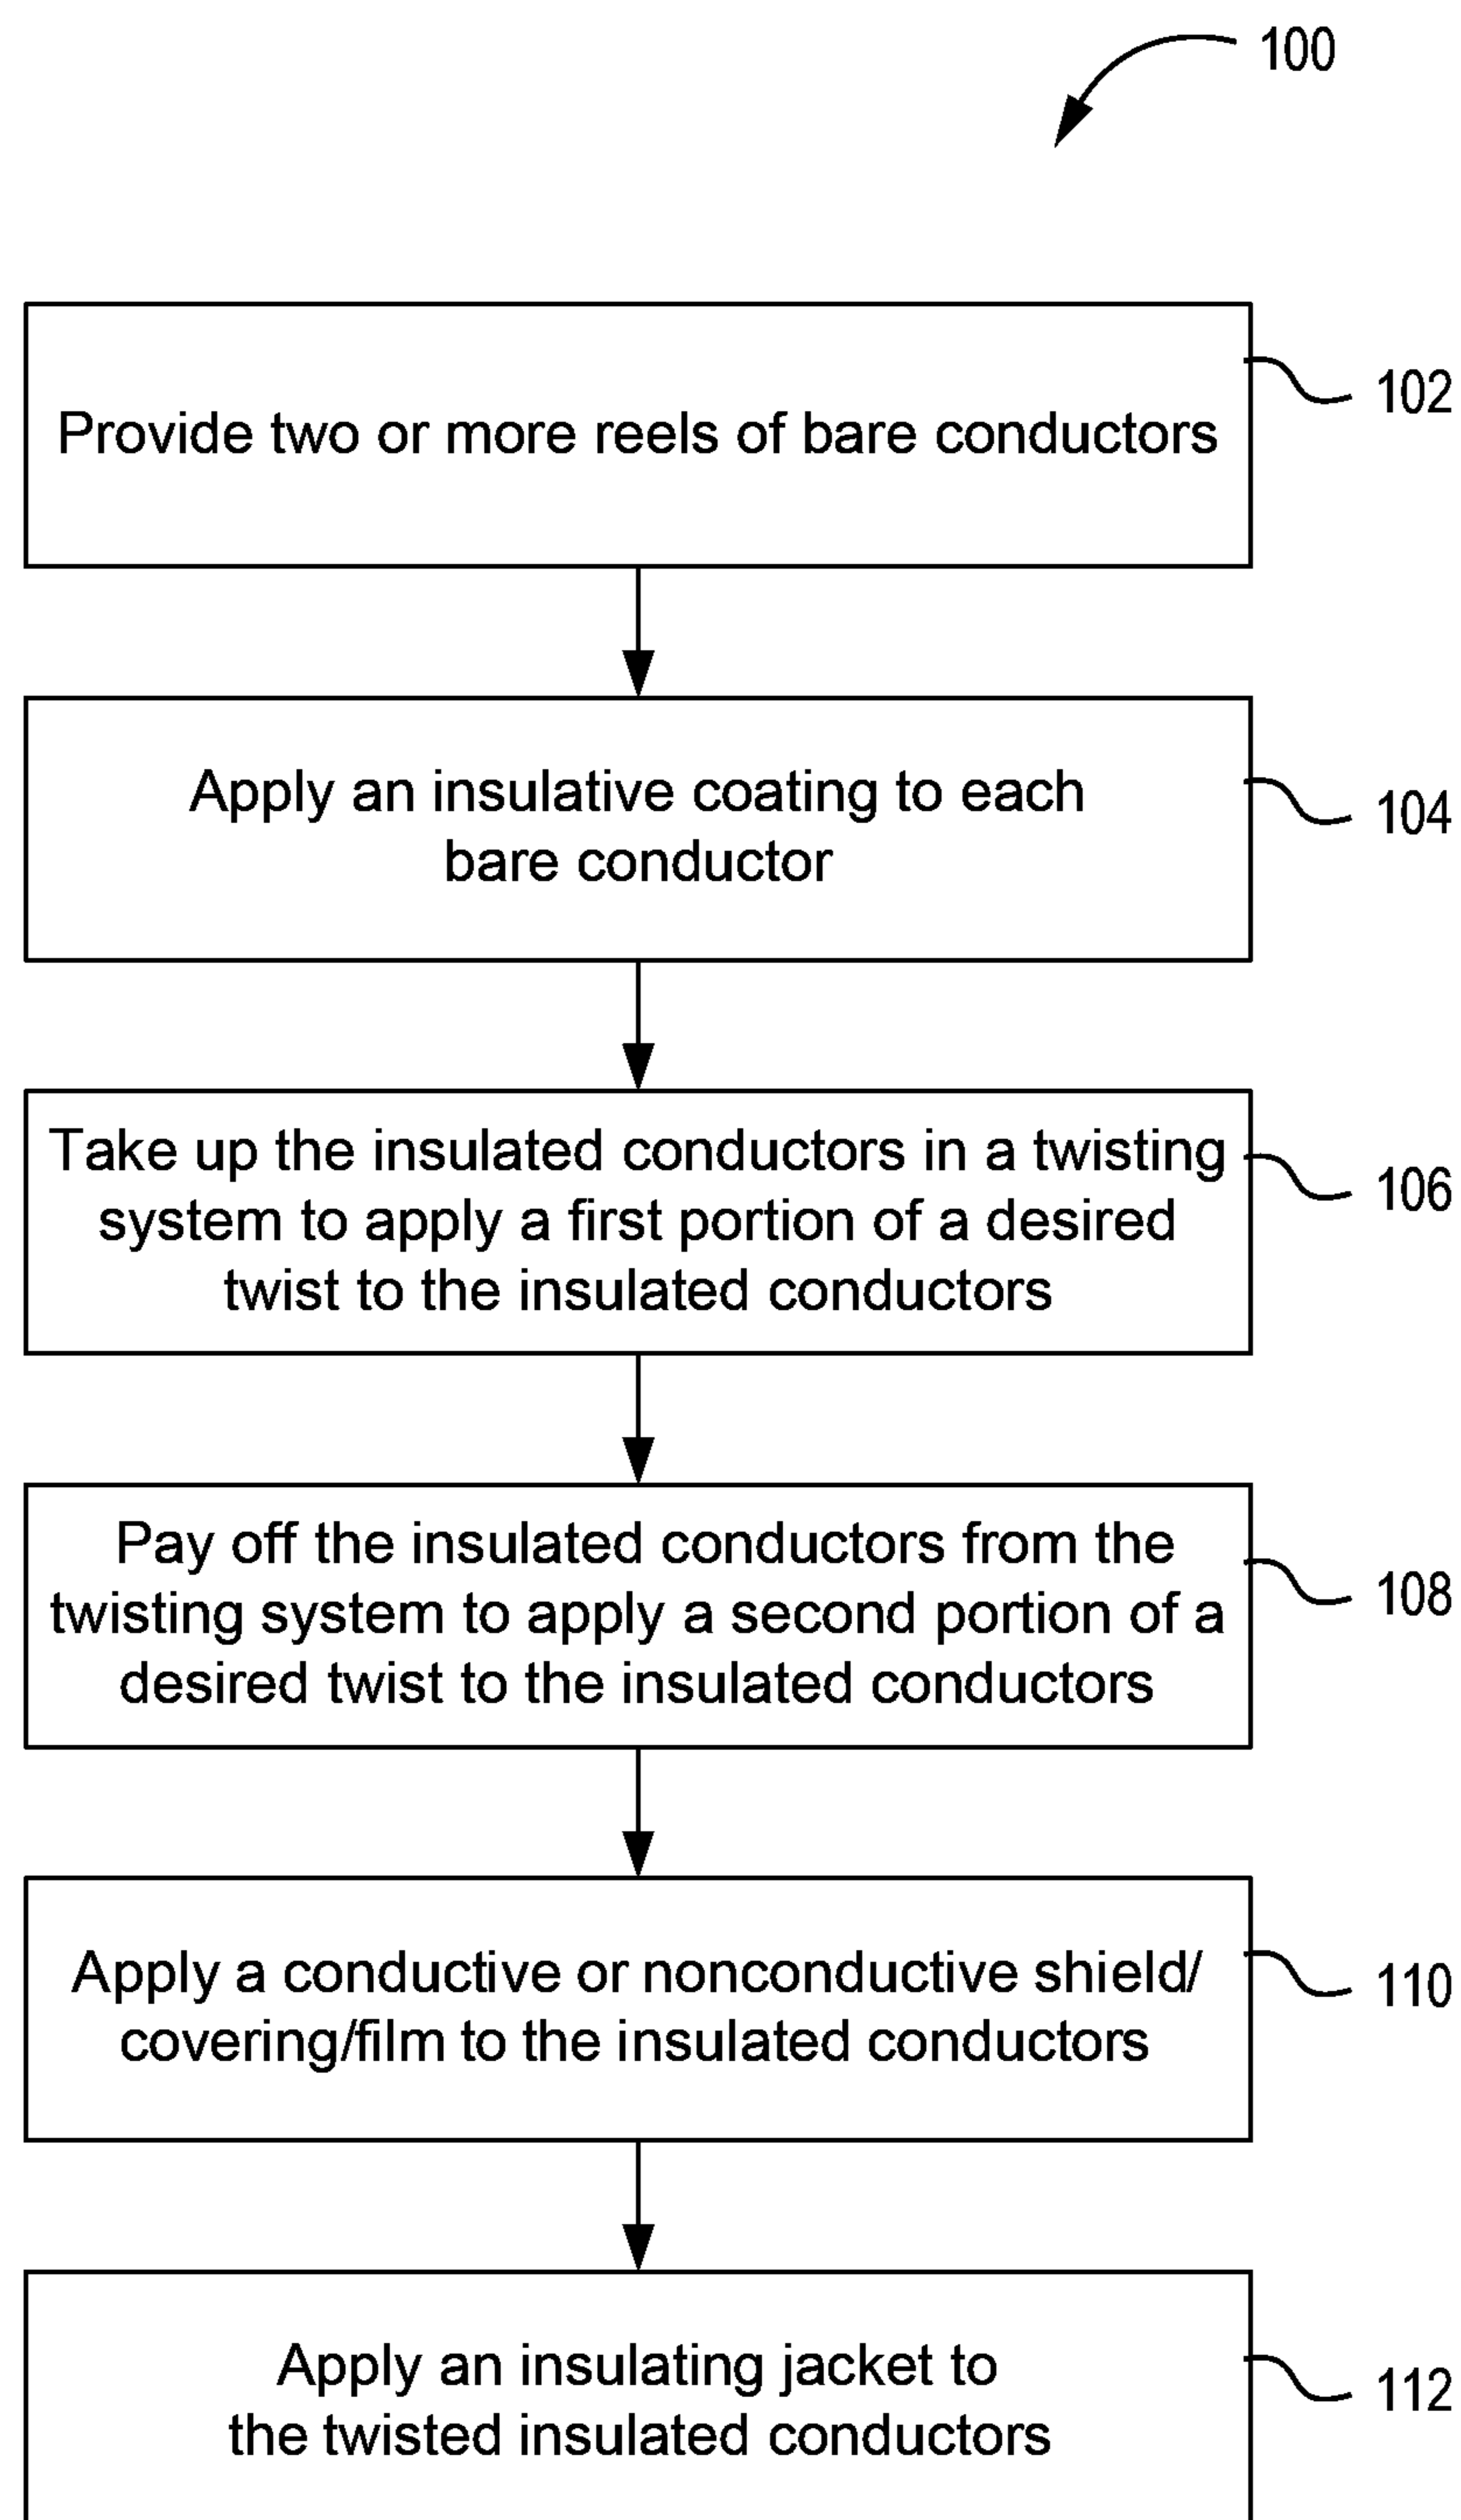 100
Provide two or more reels of bare conductors
102
Apply an insulative coating to each
bare conductor
104
Take up the insulated conductors in a twisting
system to apply a first portion of a desired
twist to the insulated conductors
106
Pay off the insulated conductors from the
twisting system to apply a second portion of a
desired twist to the insulated conductors
108
Apply a conductive or nonconductive shield/
covering/film to the insulated conductors
110
Apply an insulating jacket to
the twisted insulated conductors
112